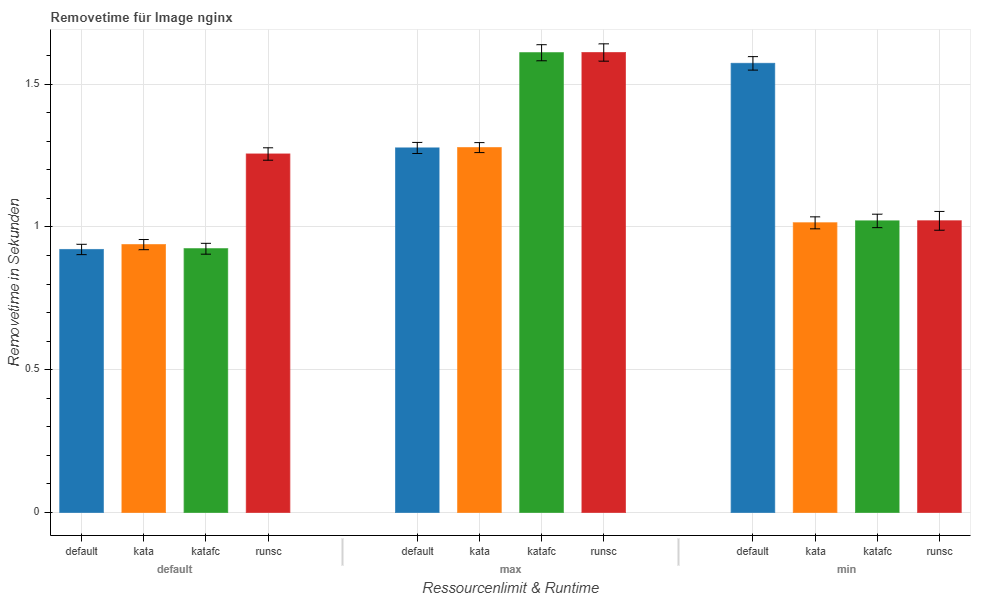 Removetime für Image nginx
Removetime in Sekunden
1.5
1
0.5
0
default kata katafc runsc default kata katafc runsc default kata katafc runsc
default max min
Ressourcenlimit & Runtime